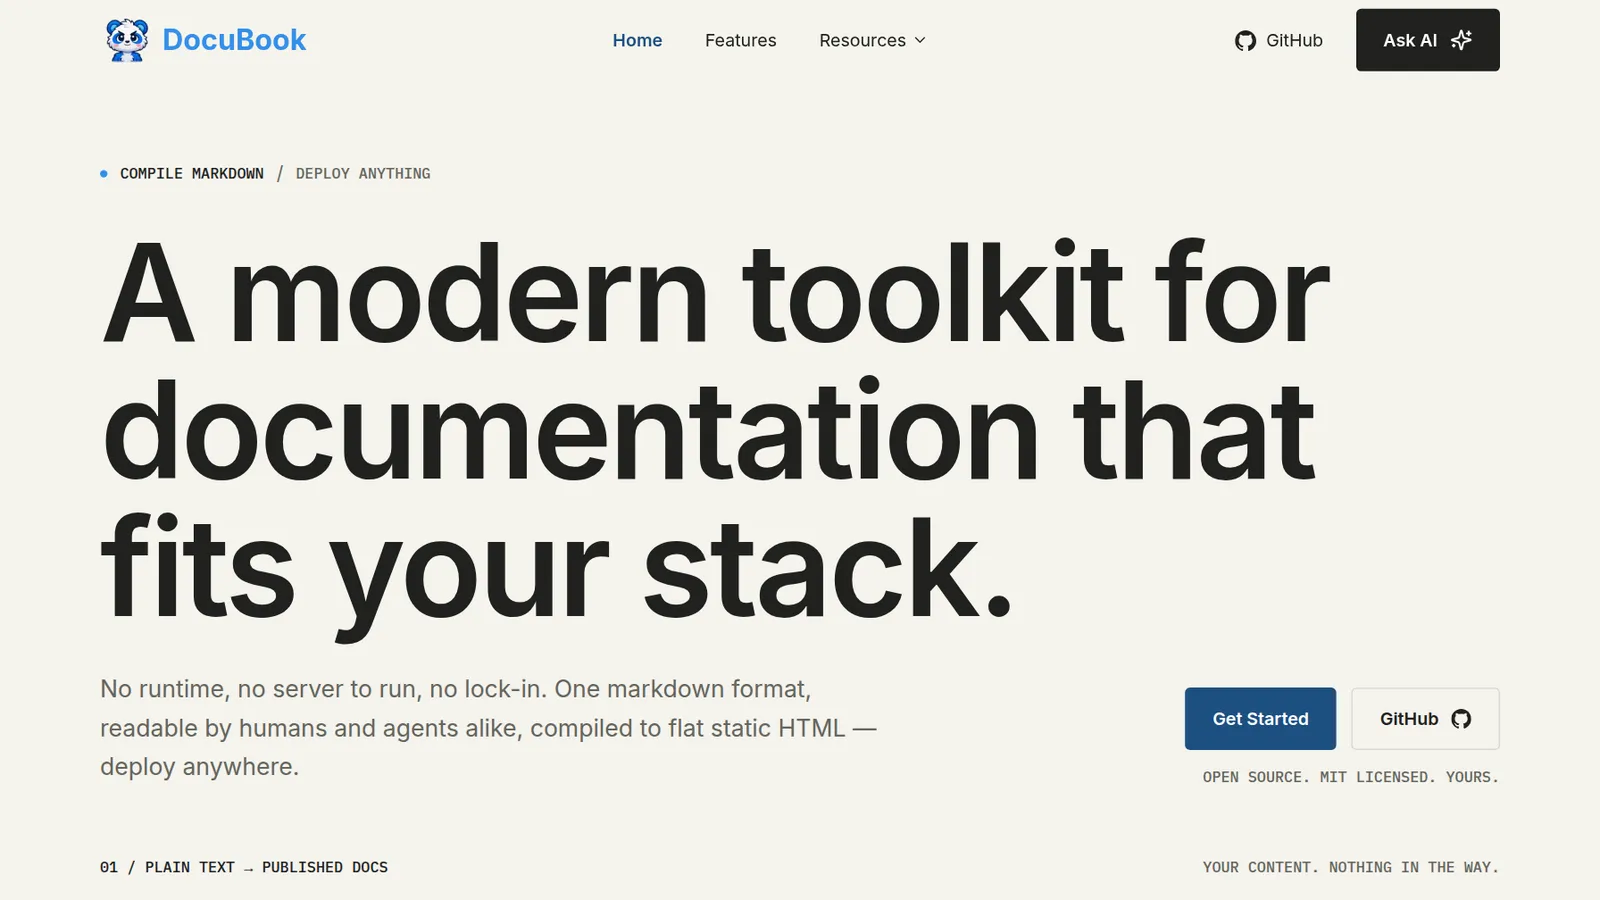 DocuBook
Home
Features
Resources
GitHub
Ask AI
COMPILE MARKDOWN / DEPLOY ANYTHING
A modern toolkit for
documentation that
fits your stack.
No runtime, no server to run, no lock-in. One markdown format,
readable by humans and agents alike, compiled to flat static HTML —
deploy anywhere.
Get Started
GitHub
OPEN SOURCE. MIT LICENSED. YOURS.
01 / PLAIN TEXT → PUBLISHED DOCS
YOUR CONTENT. NOTHING IN THE WAY.